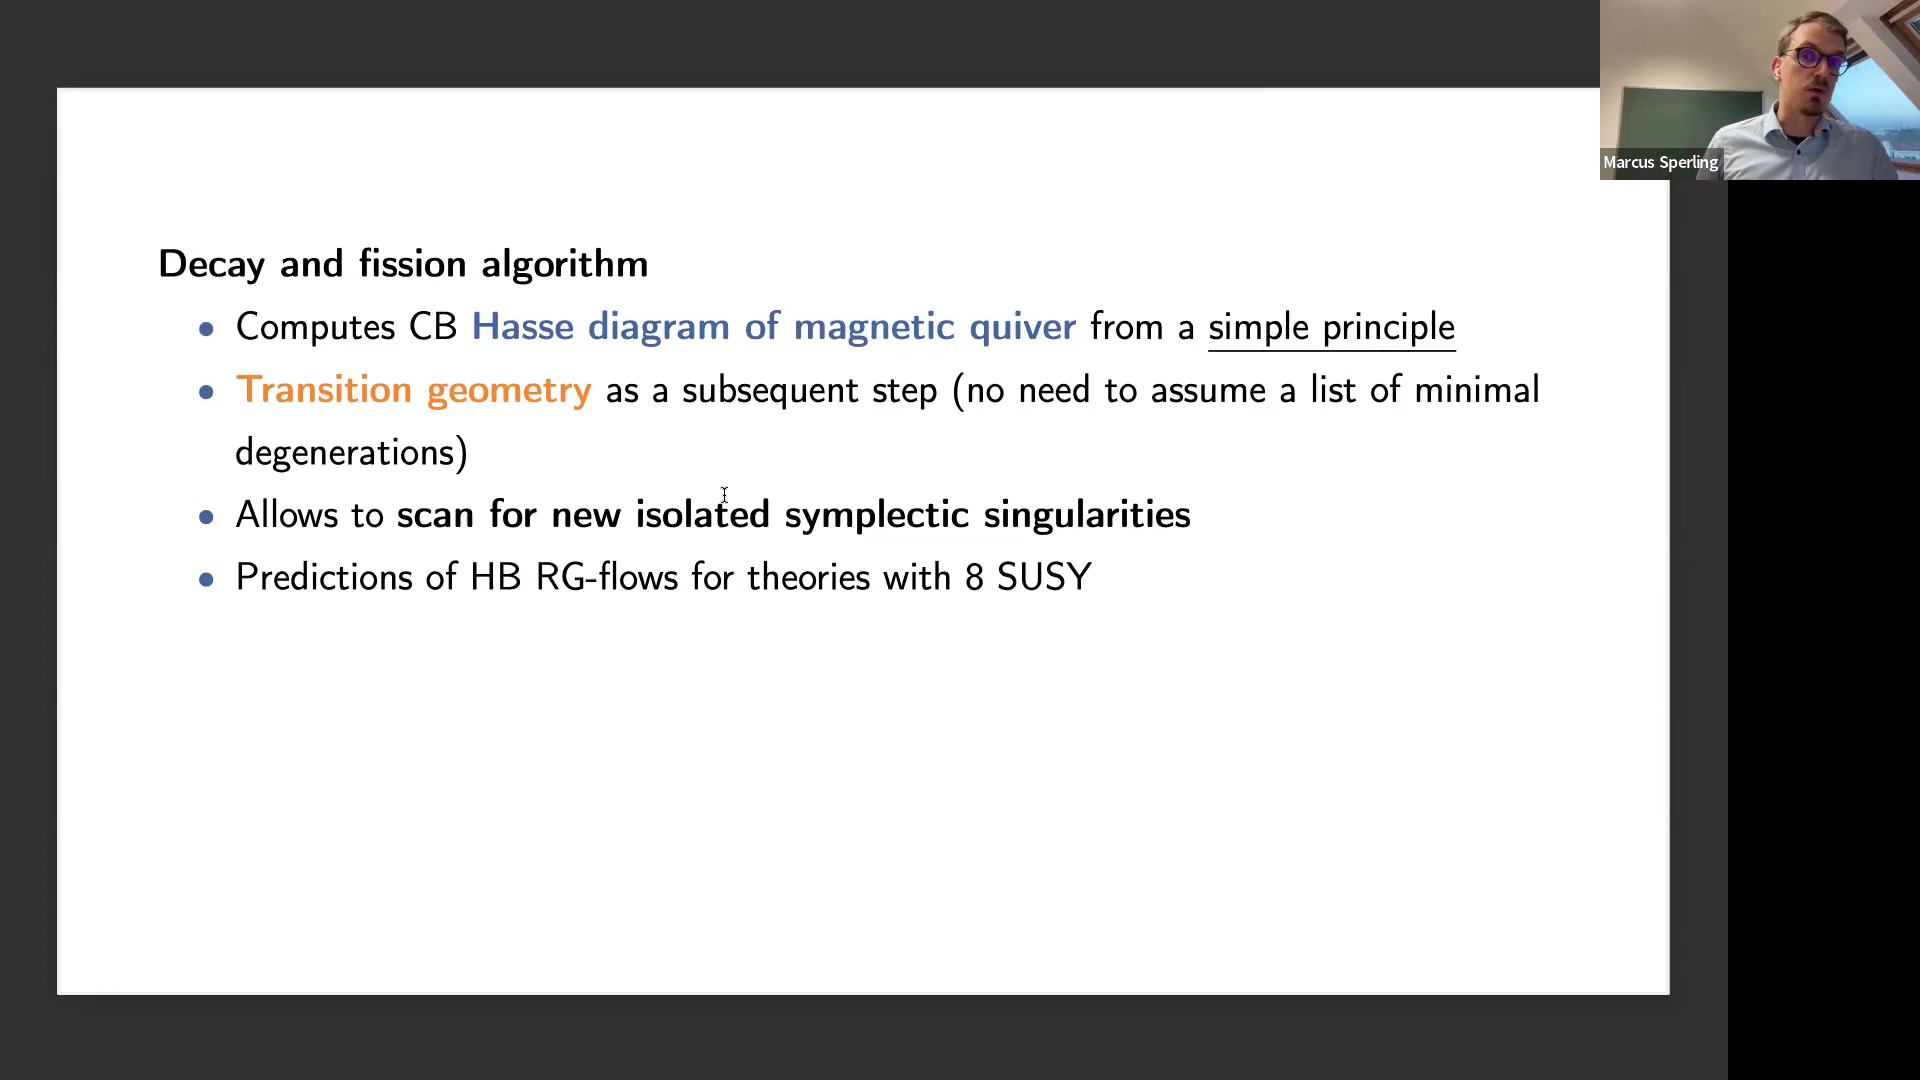 Marcus Sperling
Decay and fission algorithm
• Computes CB Hasse diagram of magnetic quiver from a simple principle
• Transition geometry as a subsequent step (no need to assume a list of minimal
degenerations)
• Allows to scan for new isolated symplectic singularities
• Predictions of HB RG-flows for theories with 8 SUSY